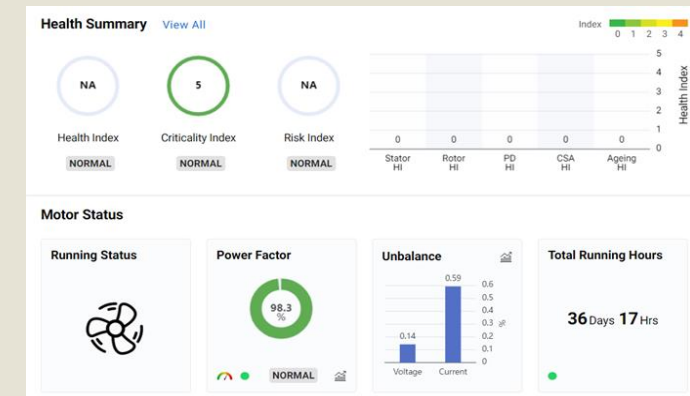 Health Summary View All
Index
0 1 2 3 4
NA
Health Index
NORMAL
5
Criticality Index
NORMAL
NA
Risk Index
NORMAL
5
4
3
2
1
0
Health Index
0 0 0 0 0
Stator HI
Rotor HI
PD HI
CSA HI
Ageing HI
Motor Status
Running Status
Power Factor
98.3
%
NORMAL
Unbalance
0.59
0.14
0.6
0.5
0.4
0.3
0.2
0.1
0
%
Voltage Current
Total Running Hours
36 Days 17 Hrs